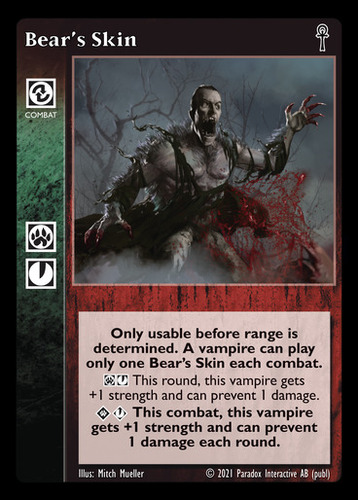 Bear's Skin
COMBAT
Only usable before range is
determined. A vampire can play
only one Bear's Skin each combat.
This round, this vampire gets
+1 strength and can prevent 1 damage.
This combat, this vampire
gets +1 strength and can prevent
1 damage each round.
Illus: Mitch Mueller © 2021 Paradox Interactive AB (publ)